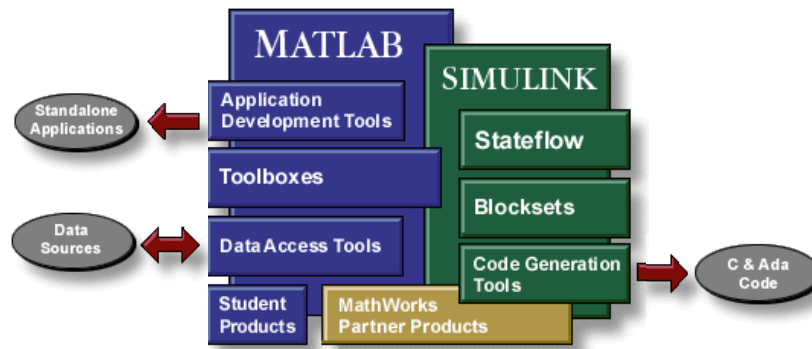 MATLAB
SIMULINK
Standalone
Applications
Application
Development Tools
Stateflow
Toolboxes
Blocksets
Data
Sources
Data Access Tools
Code Generation
Tools
C & Ada
Code
Student
Products
MathWorks
Partner Products